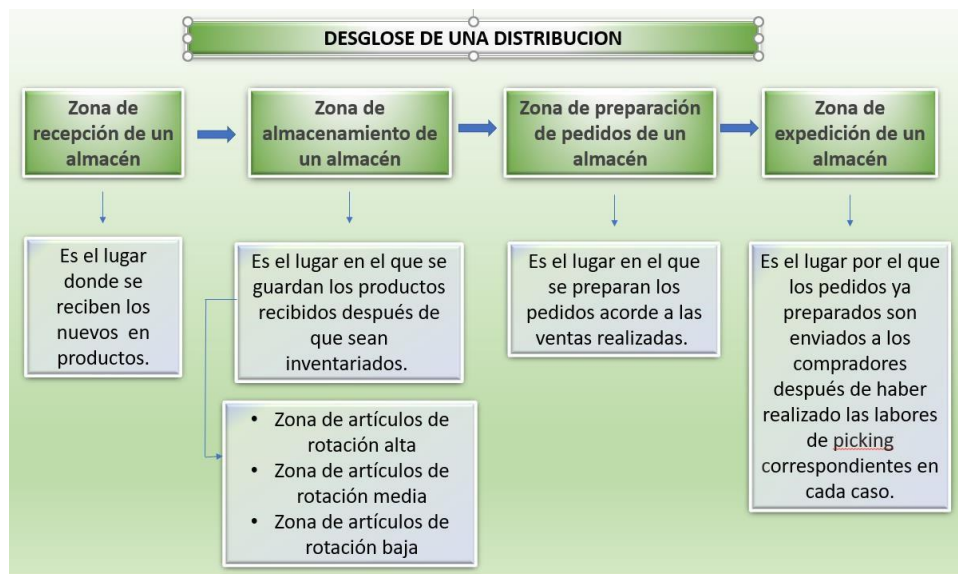 DESGLOSE DE UNA DISTRIBUCION
Zona de
recepción de un
almacén
Zona de
almacenamiento de
un almacén
Zona de preparación
de pedidos de un
almacén
Zona de
expedición de un
almacén
Es el lugar
donde se
reciben los
nuevos en
productos.
Es el lugar en el que se
guardan los productos
recibidos después de
que sean
inventariados.
• Zona de artículos de
rotación alta
• Zona de artículos de
rotación media
• Zona de artículos de
rotación baja
Es el lugar en el que
se preparan los
pedidos acorde a las
ventas realizadas.
Es el lugar por el que
los pedidos ya
preparados son
enviados a los
compradores
después de haber
realizado las labores
de picking
correspondientes en
cada caso.